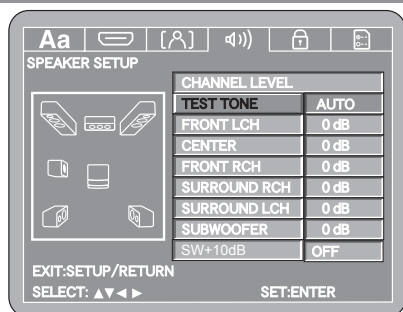 Aa
SPEAKER SETUP
CHANNEL LEVEL
TEST TONE AUTO
FRONT LCH 0 dB
CENTER 0 dB
FRONT RCH 0 dB
SURROUND RCH 0 dB
SURROUND LCH 0 dB
SUBWOOFER 0 dB
SW+10dB OFF
EXIT:SETUP/RETURN
SELECT: ▲▼◄ ► SET:ENTER